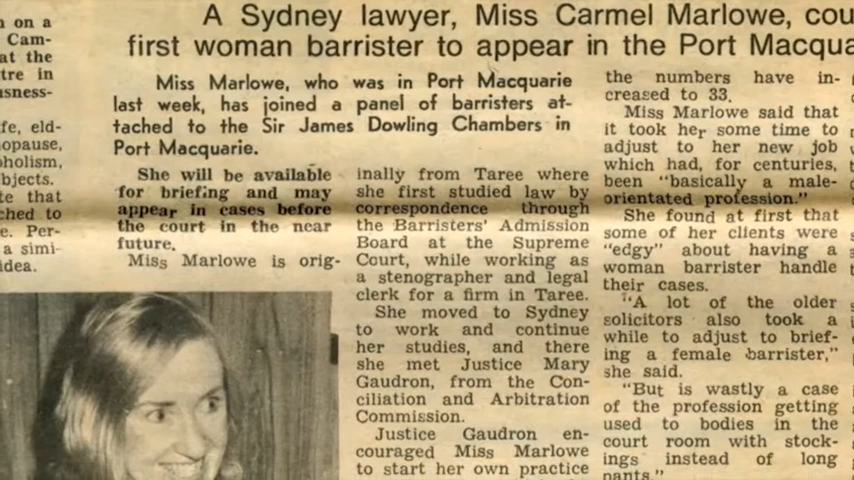 A Sydney lawyer, Miss Carmel Marlowe, cou
first woman barrister to appear in the Port Macqua
n on a
Cam-
at the
tre in
usness-
fe, eld-
nopause,
oholism,
bjects.
te that
ched to
e. Per-
a simi-
idea.
Miss Marlowe, who was in Port Macquarie
last week, has joined a panel of barristers at-
tached to the Sir James Dowling Chambers in
Port Macquarie.
She will be available
for briefing and may
appear in cases before
the court in the near
future.
Miss Marlowe is orig-
inally from Taree where
she first studied law by
correspondence through
the Barristers' Admission
Board at the Supreme
Court, while working as
a stenographer and legal
clerk for a firm in Taree.
She moved to Sydney
to work and continue
her studies, and there
she met Justice Mary
Gaudron, from the Con-
ciliation and Arbitration
Commission.
Justice Gaudron en-
couraged Miss Marlowe
to start her own practice
the numbers have in-
creased to 33.
Miss Marlowe said that
it took her some time to
adjust to her new job
which had, for centuries,
been "basically a male-
orientated profession."
She found at first that
some of her clients were
"edgy" about having a
woman barrister handle
their cases.
"A lot of the older
solicitors also took a
while to adjust to brief-
ing a female barrister,"
she said.
"But is wastly a case
of the profession getting
used to bodies in the
court room with stock-
ings instead of long
pants."